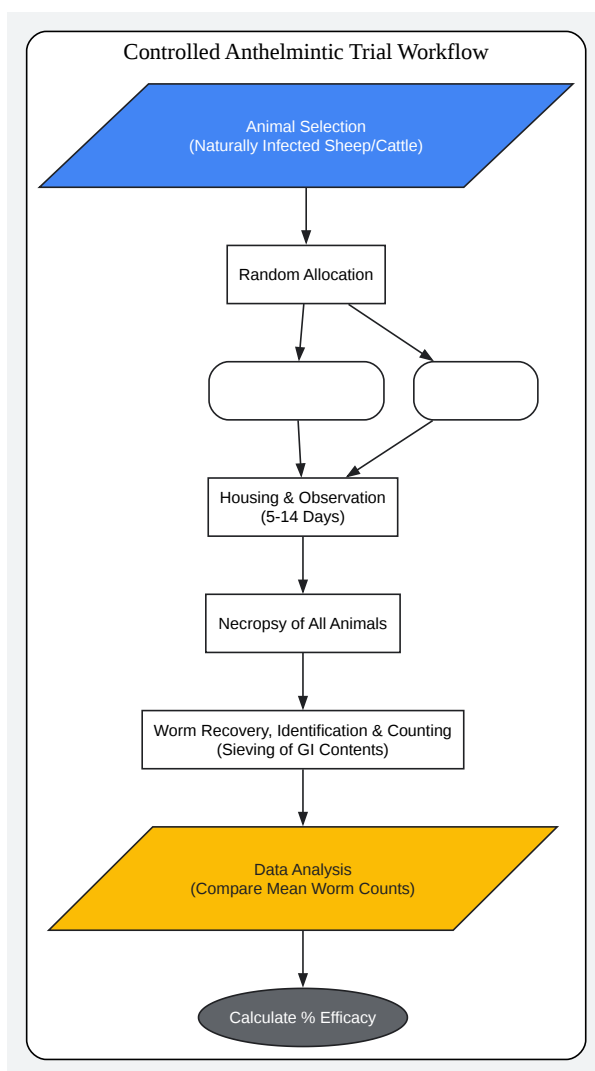 Controlled Anthelmintic Trial Workflow
Animal Selection
(Naturally Infected Sheep/Cattle)
Random Allocation
Housing & Observation
(5-14 Days)
Necropsy of All Animals
Worm Recovery, Identification & Counting
(Sieving of GI Contents)
Data Analysis
(Compare Mean Worm Counts)
Calculate % Efficacy